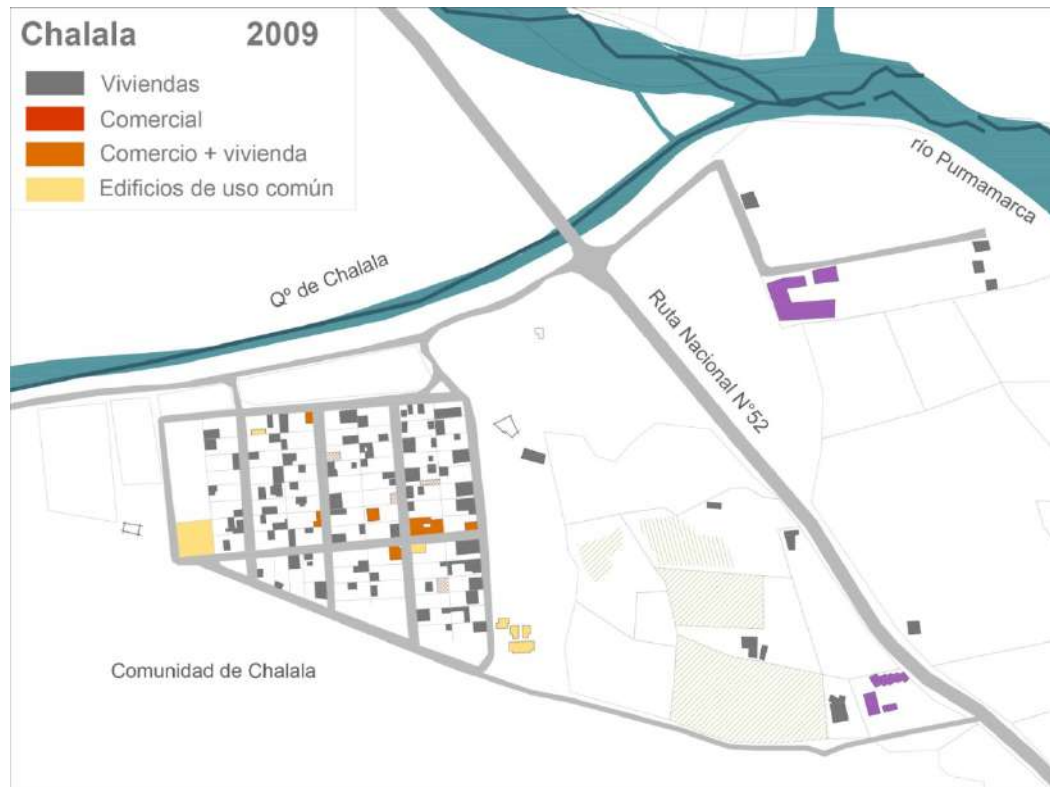 Chalala 2009
Viviendas
Comercial
Comercio + vivienda
Edificios de uso común
río Purmamarca
Qº de Chalala
Ruta Nacional N°52
Comunidad de Chalala